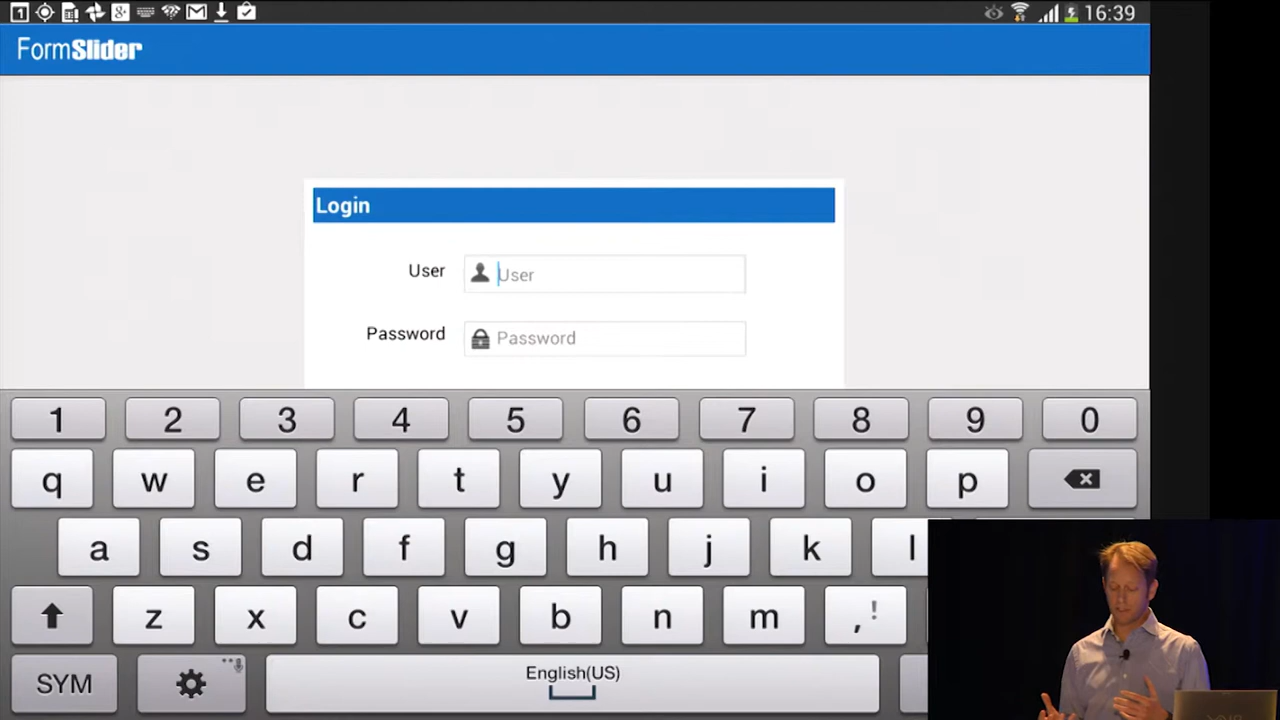 1 16:39
FormSlider
Login
User User
Password Password
1 2 3 4 5 6 7 8 9 0
q w e r t y u i o p
a s d f g h j k l
z x c v b n m ,!
SYM English(US)